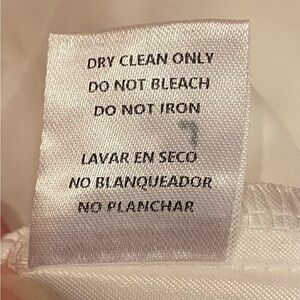 DRY CLEAN ONLY
DO NOT BLEACH
DO NOT IRON
LAVAR EN SECO
NO BLANQUEADOR
NO PLANCHAR